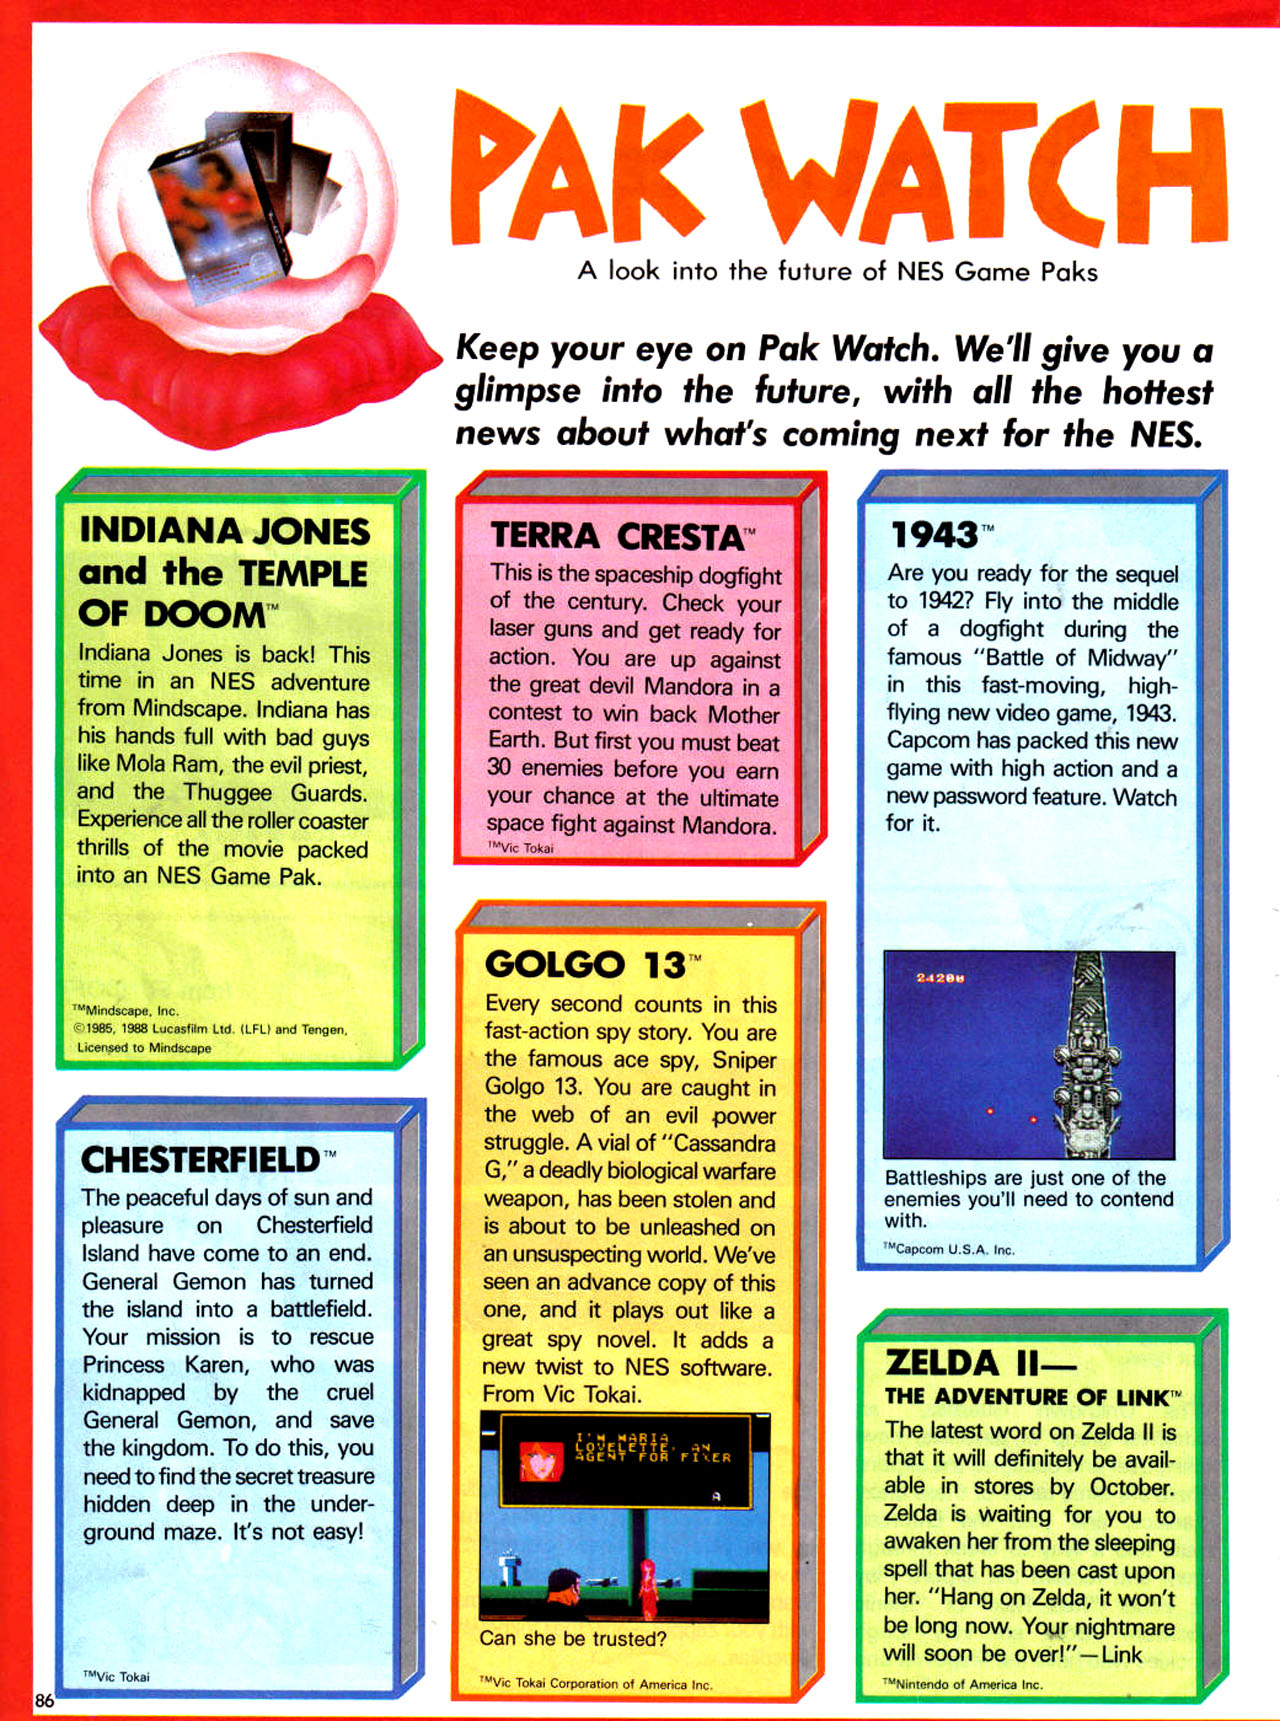 PAK WATCH
A look into the future of NES Game Paks
Keep your eye on Pak Watch. We'll give you a
glimpse into the future, with all the hottest
news about what's coming next for the NES.
INDIANA JONES
and the TEMPLE
OF DOOM™
Indiana Jones is back! This
time in an NES adventure
from Mindscape. Indiana has
his hands full with bad guys
like Mola Ram, the evil priest,
and the Thuggee Guards.
Experience all the roller coaster
thrills of the movie packed
into an NES Game Pak.
™Mindscape, Inc.
©1985, 1988 Lucasfilm Ltd. (LFL) and Tengen,
Licensed to Mindscape
CHESTERFIELD™
The peaceful days of sun and
pleasure on Chesterfield
Island have come to an end.
General Gemon has turned
the island into a battlefield.
Your mission is to rescue
Princess Karen, who was
kidnapped by the cruel
General Gemon, and save
the kingdom. To do this, you
need to find the secret treasure
hidden deep in the under-
ground maze. It's not easy!
™Vic Tokai
TERRA CRESTA™
This is the spaceship dogfight
of the century. Check your
laser guns and get ready for
action. You are up against
the great devil Mandora in a
contest to win back Mother
Earth. But first you must beat
30 enemies before you earn
your chance at the ultimate
space fight against Mandora.
™Vic Tokai
GOLGO 13™
Every second counts in this
fast-action spy story. You are
the famous ace spy, Sniper
Golgo 13. You are caught in
the web of an evil power
struggle. A vial of "Cassandra
G," a deadly biological warfare
weapon, has been stolen and
is about to be unleashed on
an unsuspecting world. We've
seen an advance copy of this
one, and it plays out like a
great spy novel. It adds a
new twist to NES software.
From Vic Tokai.
I'M MARIA
LOVELETTE, AN
AGENT FOR FIXER
Can she be trusted?
™Vic Tokai Corporation of America Inc.
1943™
Are you ready for the sequel
to 1942? Fly into the middle
of a dogfight during the
famous "Battle of Midway"
in this fast-moving, high-
flying new video game, 1943.
Capcom has packed this new
game with high action and a
new password feature. Watch
for it.
24200
Battleships are just one of the
enemies you'll need to contend
with.
™Capcom U.S.A. Inc.
ZELDA II—
THE ADVENTURE OF LINK™
The latest word on Zelda II is
that it will definitely be avail-
able in stores by October.
Zelda is waiting for you to
awaken her from the sleeping
spell that has been cast upon
her. "Hang on Zelda, it won't
be long now. Your nightmare
will soon be over!"—Link
™Nintendo of America Inc.
86